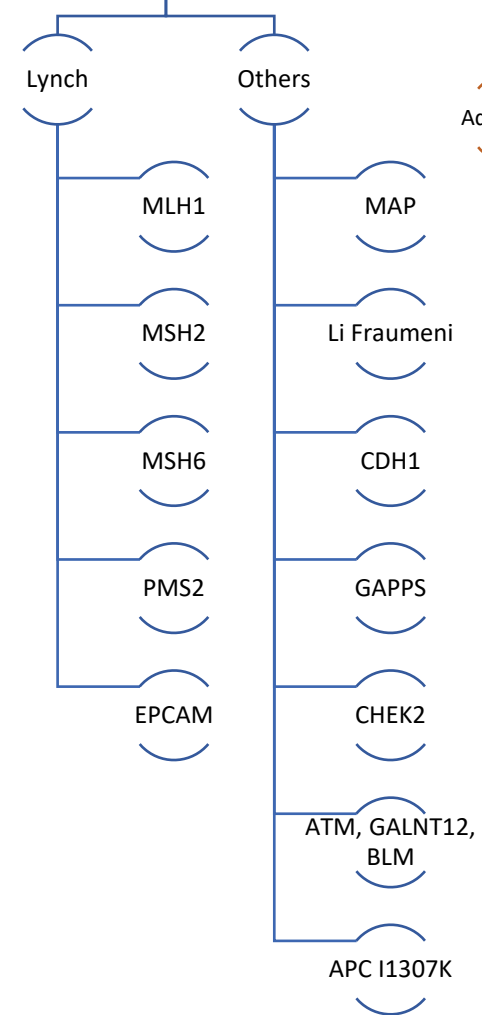 Lynch
Others
MLH1
MSH2
MSH6
PMS2
EPCAM
MAP
Li Fraumeni
CDH1
GAPPS
CHEK2
ATM, GALNT12,
BLM
APC I1307K